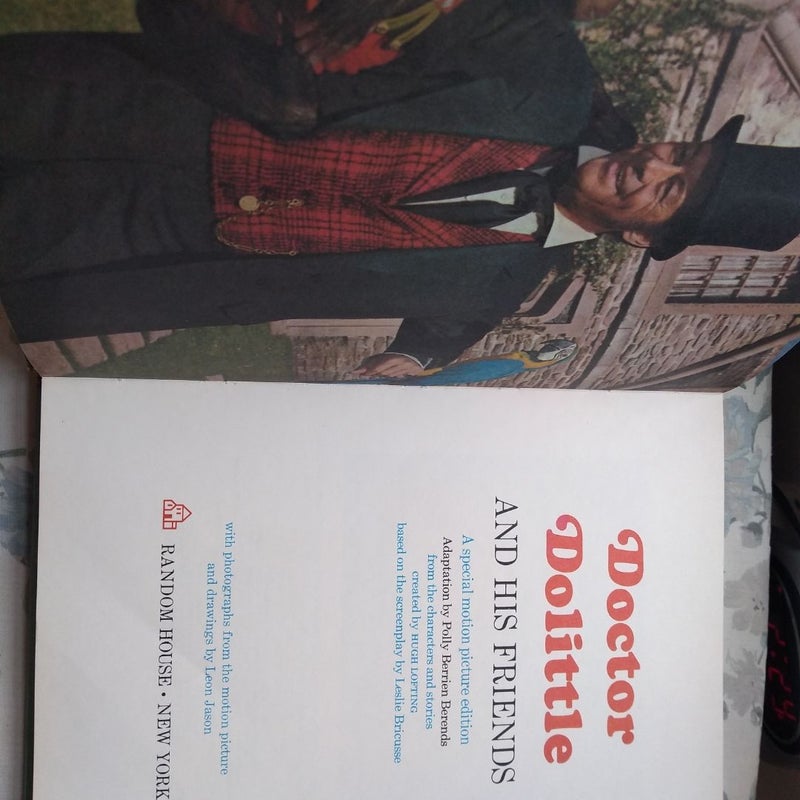 Doctor
Dolittle
AND HIS FRIENDS
A special motion picture edition
Adaptation by Polly Berrien Berends
from the characters and stories
created by HUGH LOFTING
based on the screenplay by Leslie Bricusse
with photographs from the motion picture
and drawings by Leon Jason
RANDOM HOUSE · NEW YORK